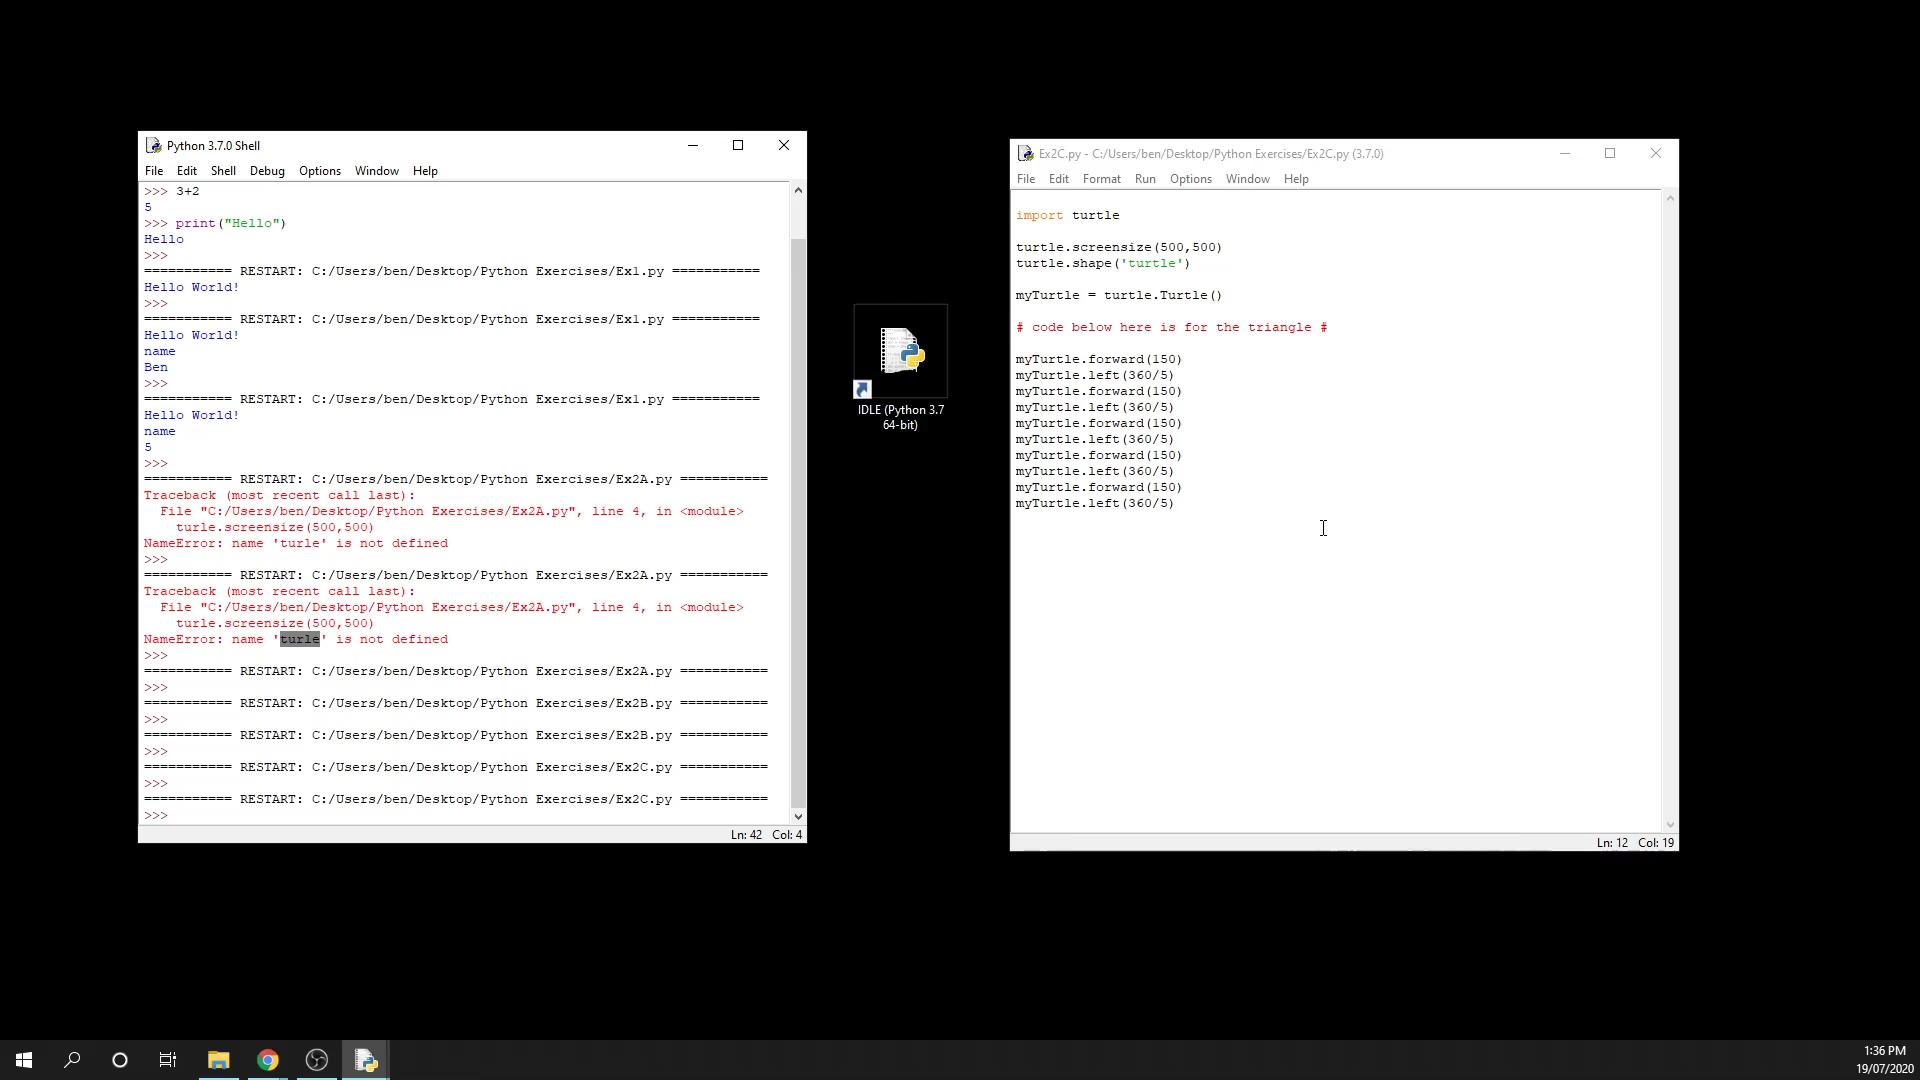 Python 3.7.0 Shell
File Edit Shell Debug Options Window Help
>>> 3+2
5
>>> print("Hello")
Hello
>>>
=========== RESTART: C:/Users/ben/Desktop/Python Exercises/Ex1.py ===========
Hello World!
>>>
=========== RESTART: C:/Users/ben/Desktop/Python Exercises/Ex1.py ===========
Hello World!
name
Ben
>>>
=========== RESTART: C:/Users/ben/Desktop/Python Exercises/Ex1.py ===========
Hello World!
name
5
>>>
=========== RESTART: C:/Users/ben/Desktop/Python Exercises/Ex2A.py ===========
Traceback (most recent call last):
  File "C:/Users/ben/Desktop/Python Exercises/Ex2A.py", line 4, in <module>
    turle.screensize(500,500)
NameError: name 'turle' is not defined
>>>
=========== RESTART: C:/Users/ben/Desktop/Python Exercises/Ex2A.py ===========
Traceback (most recent call last):
  File "C:/Users/ben/Desktop/Python Exercises/Ex2A.py", line 4, in <module>
    turle.screensize(500,500)
NameError: name 'turle' is not defined
>>>
=========== RESTART: C:/Users/ben/Desktop/Python Exercises/Ex2A.py ===========
>>>
=========== RESTART: C:/Users/ben/Desktop/Python Exercises/Ex2B.py ===========
>>>
=========== RESTART: C:/Users/ben/Desktop/Python Exercises/Ex2B.py ===========
>>>
=========== RESTART: C:/Users/ben/Desktop/Python Exercises/Ex2C.py ===========
>>>
=========== RESTART: C:/Users/ben/Desktop/Python Exercises/Ex2C.py ===========
>>>
Ln: 42 Col: 4
IDLE (Python 3.7
64-bit)
Ex2C.py - C:/Users/ben/Desktop/Python Exercises/Ex2C.py (3.7.0)
File Edit Format Run Options Window Help
import turtle
turtle.screensize(500,500)
turtle.shape('turtle')
myTurtle = turtle.Turtle()
# code below here is for the triangle #
myTurtle.forward(150)
myTurtle.left(360/5)
myTurtle.forward(150)
myTurtle.left(360/5)
myTurtle.forward(150)
myTurtle.left(360/5)
myTurtle.forward(150)
myTurtle.left(360/5)
myTurtle.forward(150)
myTurtle.left(360/5)
Ln: 12 Col: 19
1:36 PM
19/07/2020